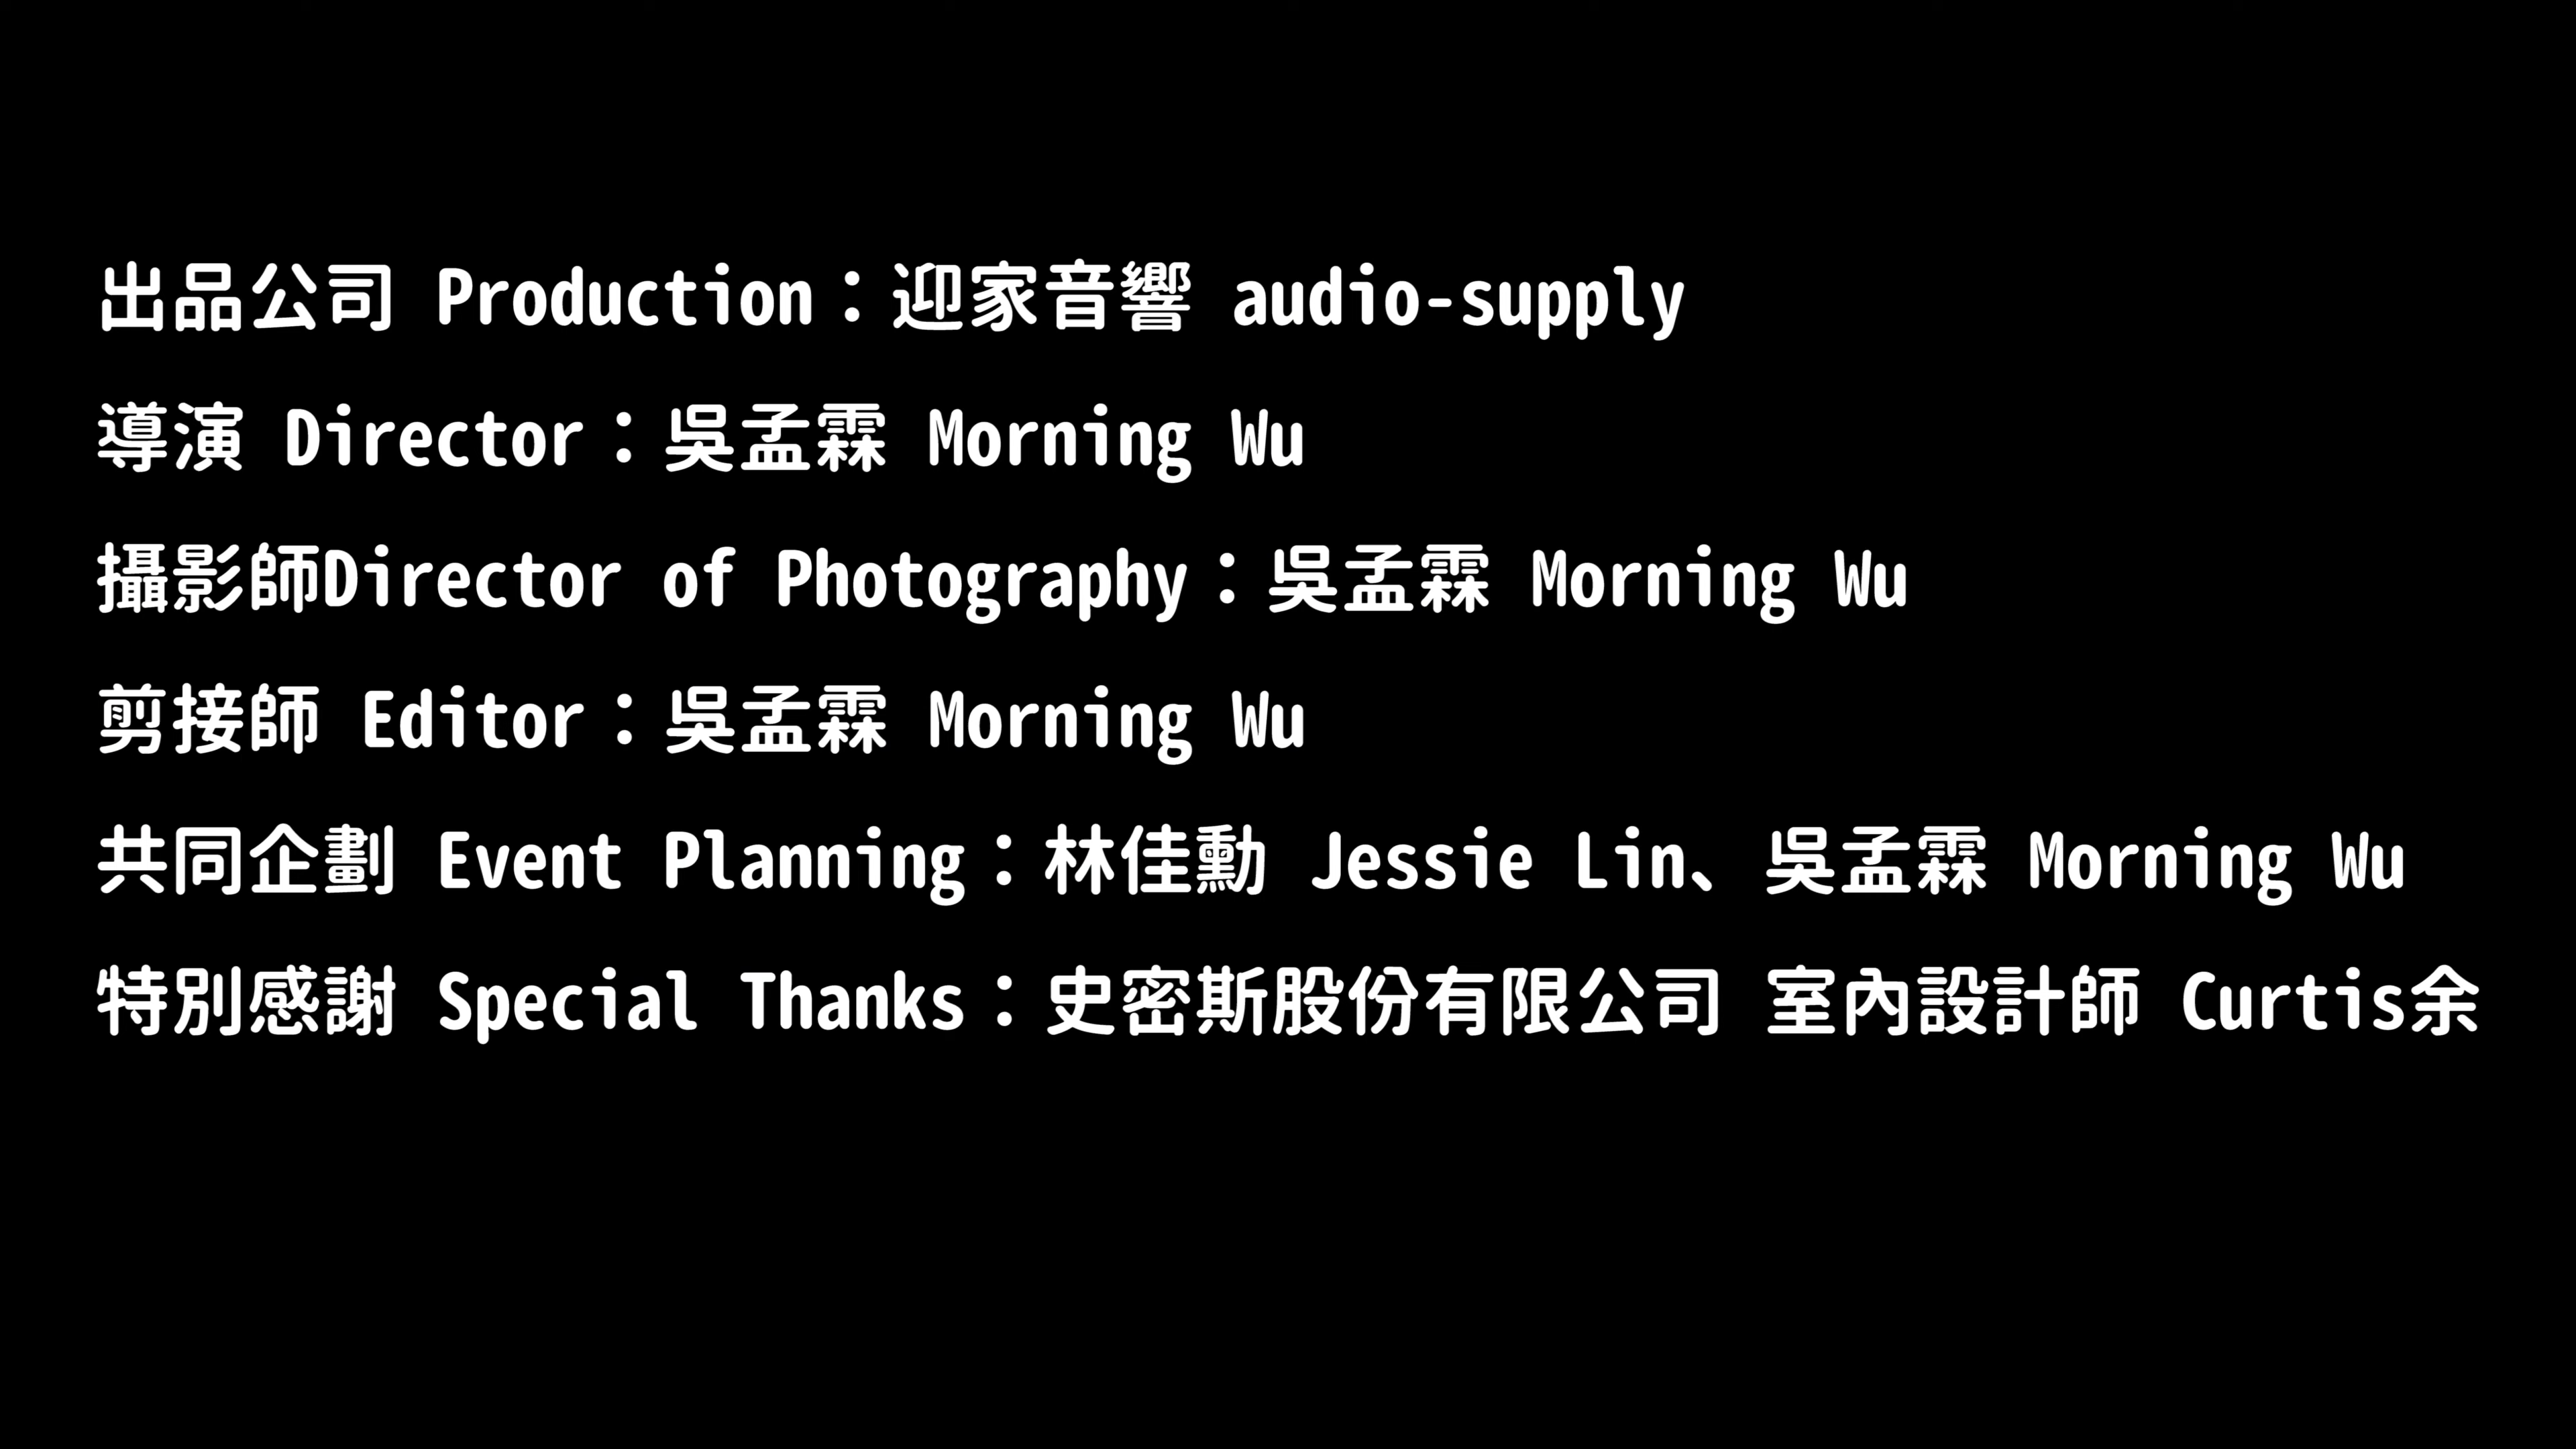 出品公司 Production：迎家音響 audio-supply
導演 Director：吳孟霖 Morning Wu
攝影師Director of Photography：吳孟霖 Morning Wu
剪接師 Editor：吳孟霖 Morning Wu
共同企劃 Event Planning：林佳勳 Jessie Lin、吳孟霖 Morning Wu
特別感謝 Special Thanks：史密斯股份有限公司 室內設計師 Curtis余